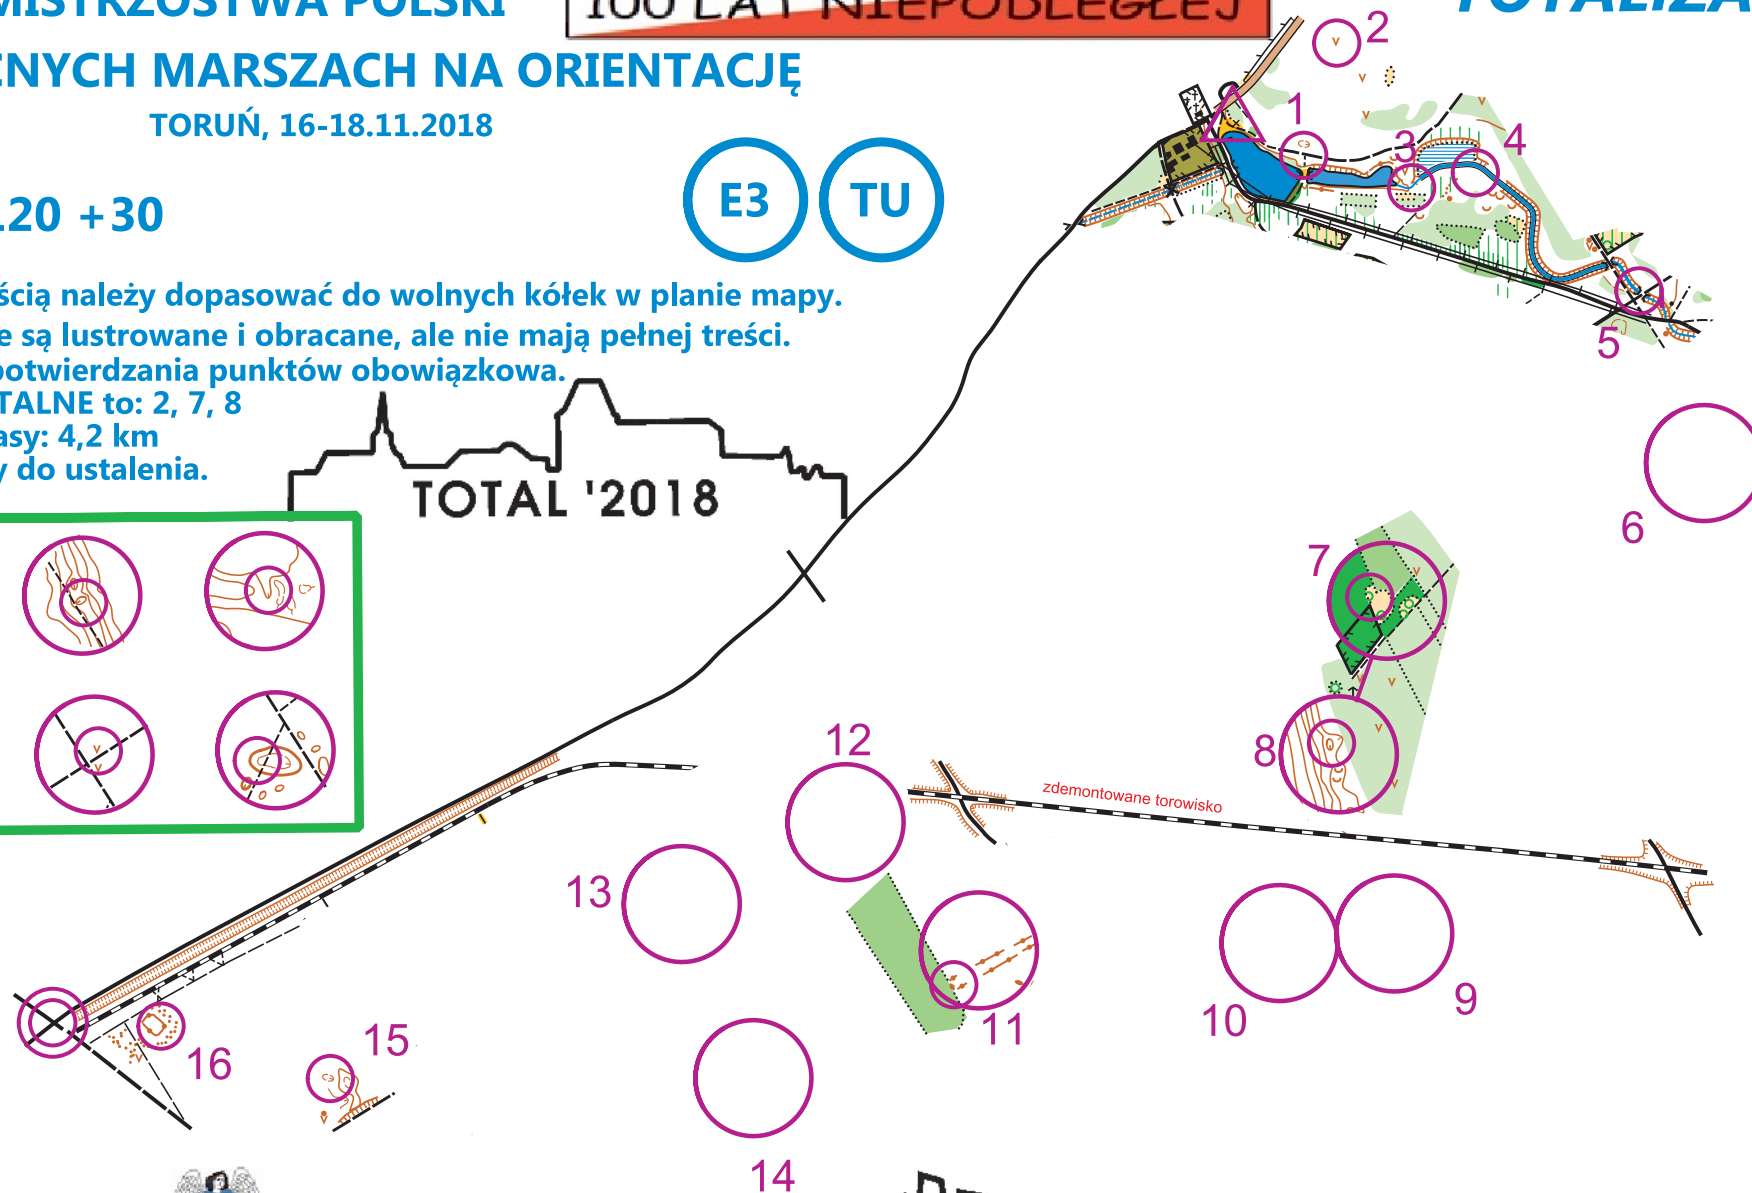 MISTRZOSTWA POLSKI
100 LAT NIEPODLEGŁEJ
CZNYCH MARSZACH NA ORIENTACJĘ
TORUŃ, 16-18.11.2018
E3
TU
120 +30
ścią należy dopasować do wolnych kółek w planie mapy.
e są lustrowane i obracane, ale nie mają pełnej treści.
potwierdzania punktów obowiązkowa.
TALNE to: 2, 7, 8
asy: 4,2 km
y do ustalenia.
TOTAL '2018
2
1
3
4
5
6
7
8
12
zdemontowane torowisko
13
9
10
11
15
16
14